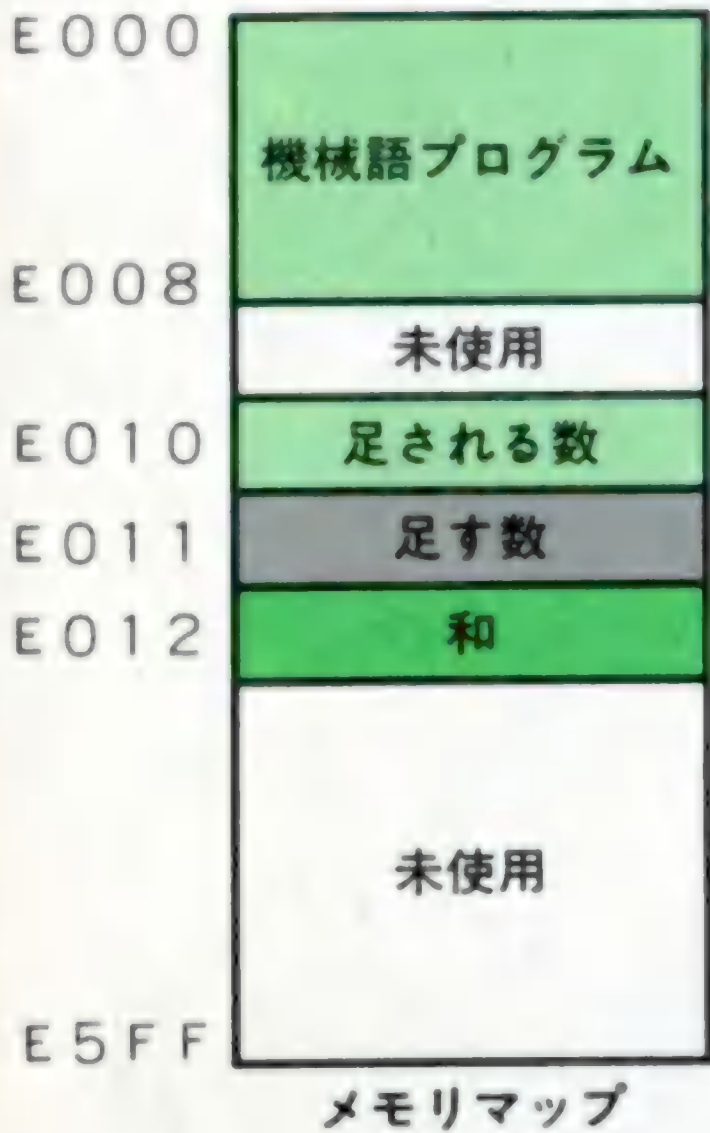 E000
機械語プログラム
E008
未使用
E010 足される数
E011 足す数
E012 和
未使用
E5FF
メモリマップ